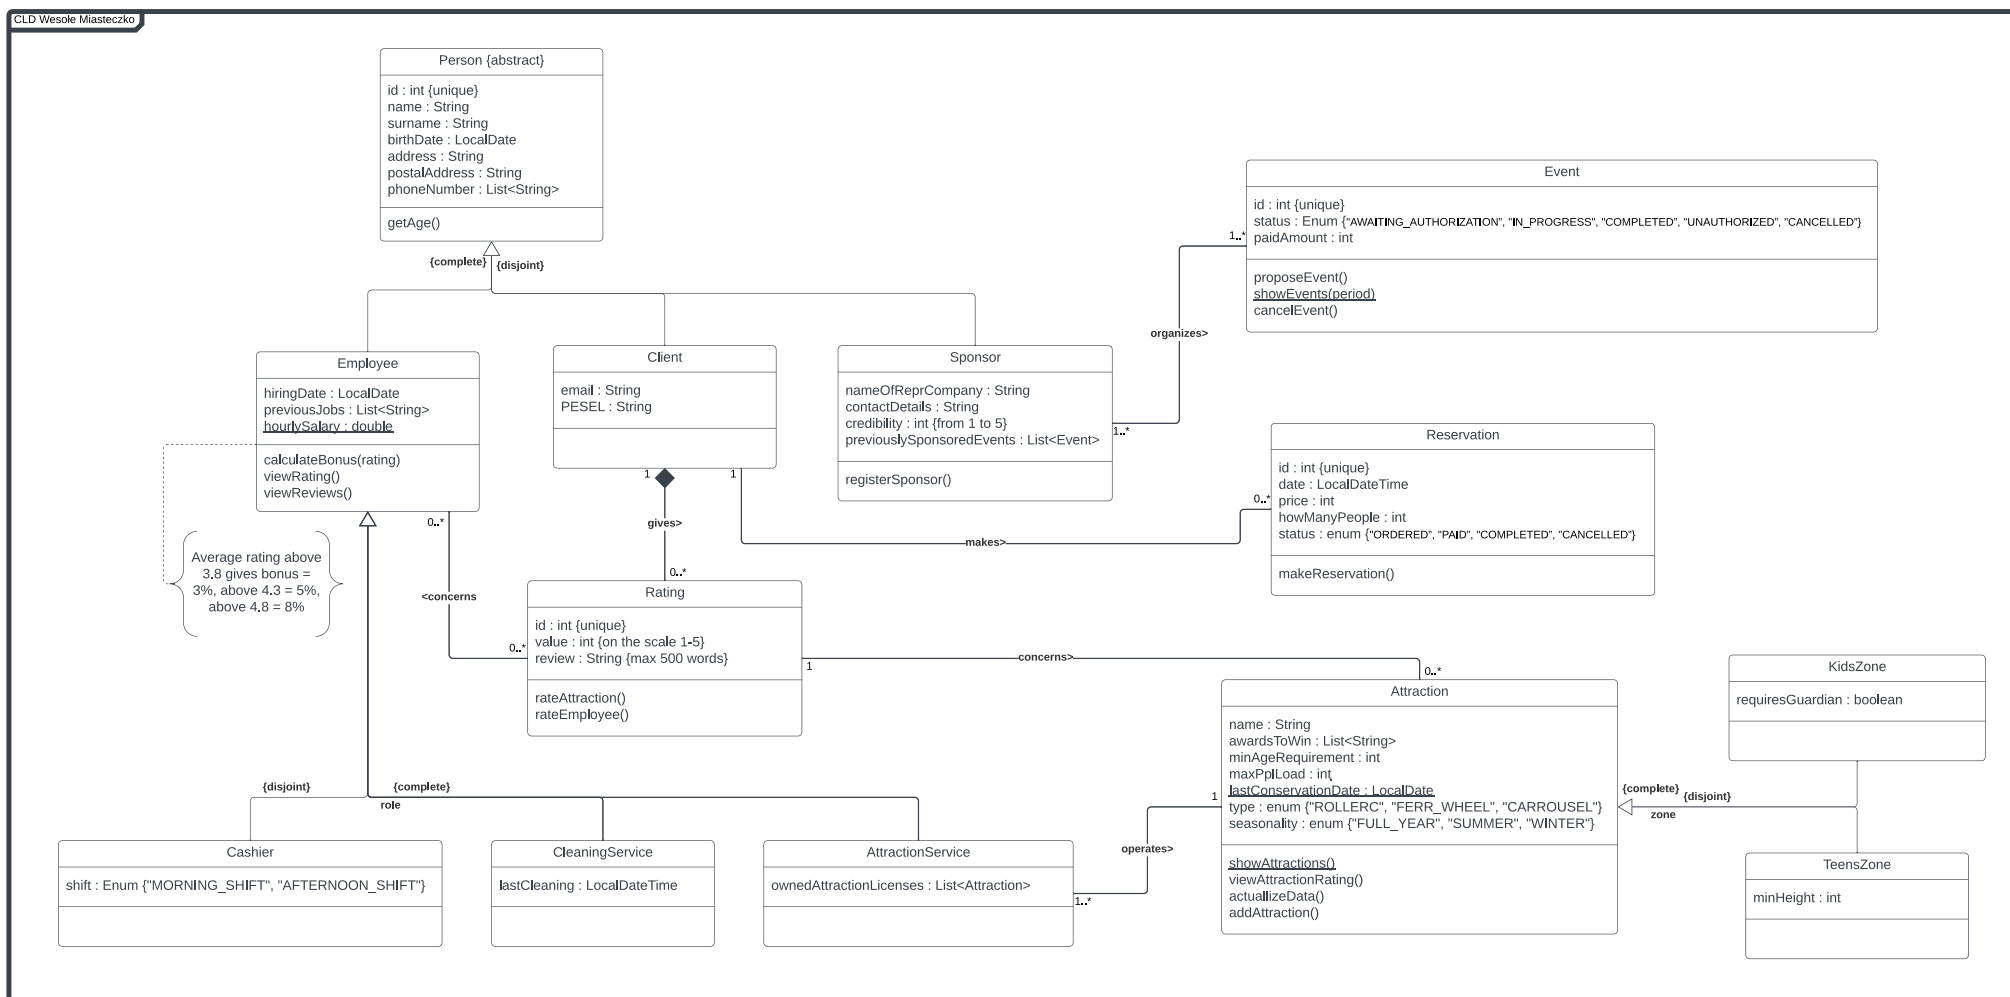 CLD Wesołe Miasteczko
Person {abstract}
id : int {unique}
name : String
surname : String
birthDate : LocalDate
address : String
postalAddress : String
phoneNumber : List<String>
getAge()
{complete}
{disjoint}
Event
id : int {unique}
status : Enum {"AWAITING_AUTHORIZATION", "IN_PROGRESS", "COMPLETED", "UNAUTHORIZED", "CANCELLED"}
paidAmount : int
proposeEvent()
showEvents(period)
cancelEvent()
1..*
organizes>
1..*
Employee
hiringDate : LocalDate
previousJobs : List<String>
hourlySalary : double
calculateBonus(rating)
viewRating()
viewReviews()
Client
email : String
PESEL : String
Sponsor
nameOfReprCompany : String
contactDetails : String
credibility : int {from 1 to 5}
previouslySponsoredEvents : List<Event>
registerSponsor()
Reservation
id : int {unique}
date : LocalDateTime
price : int
howManyPeople : int
status : enum {"ORDERED", "PAID", "COMPLETED", "CANCELLED"}
makeReservation()
1
gives>
0..*
1
makes>
0..*
Average rating above
3.8 gives bonus =
3%, above 4.3 = 5%,
above 4.8 = 8%
0..*
<concerns
0..*
Rating
id : int {unique}
value : int {on the scale 1-5}
review : String {max 500 words}
rateAttraction()
rateEmployee()
1
concerns>
0..*
Attraction
name : String
awardsToWin : List<String>
minAgeRequirement : int
maxPplLoad : int
lastConservationDate : LocalDate
type : enum {"ROLLERC", "FERR_WHEEL", "CARROUSEL"}
seasonality : enum {"FULL_YEAR", "SUMMER", "WINTER"}
showAttractions()
viewAttractionRating()
actuallizeData()
addAttraction()
KidsZone
requiresGuardian : boolean
{complete}
{disjoint}
zone
TeensZone
minHeight : int
{disjoint}
{complete}
role
Cashier
shift : Enum {"MORNING_SHIFT", "AFTERNOON_SHIFT"}
CleaningService
lastCleaning : LocalDateTime
AttractionService
ownedAttractionLicenses : List<Attraction>
1
operates>
1..*